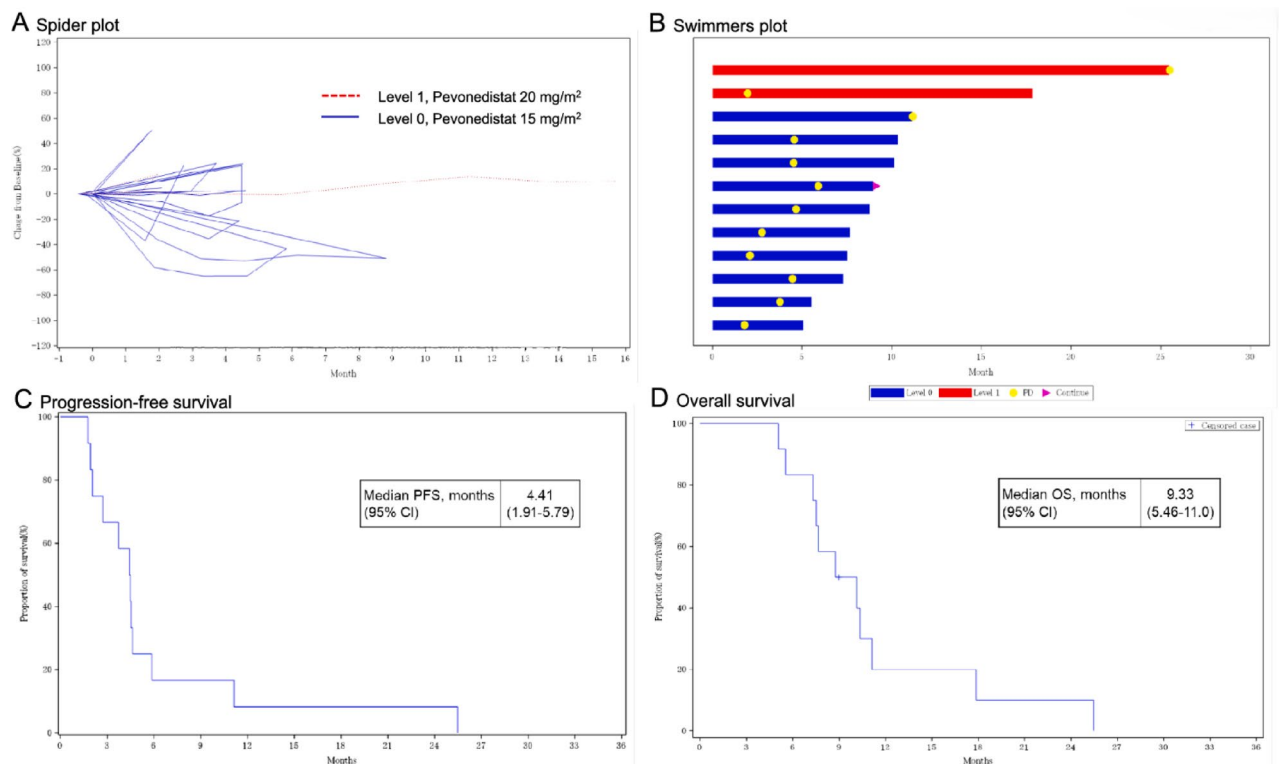 A Spider plot
120
100
80
60
40
20
0
−20
−40
−60
−80
−100
−120
Chase from Baseline(%)
Level 1, Pevonedistat 20 mg/m²
Level 0, Pevonedistat 15 mg/m²
−1 0 1 2 3 4 5 6 7 8 9 10 11 12 13 14 15 16
Month
B Swimmers plot
0 5 10 15 20 25 30
Month
Level 0 Level 1 PD Continue
C Progression-free survival
100
80
60
40
20
0
Proportion of survival(%)
Median PFS, months 4.41
(95% CI) (1.91-5.79)
0 3 6 9 12 15 18 21 24 27 30 33 36
Months
D Overall survival
Censored case
100
80
60
40
20
0
Proportion of survival(%)
Median OS, months 9.33
(95% CI) (5.46-11.0)
0 3 6 9 12 15 18 21 24 27 30 33 36
Months